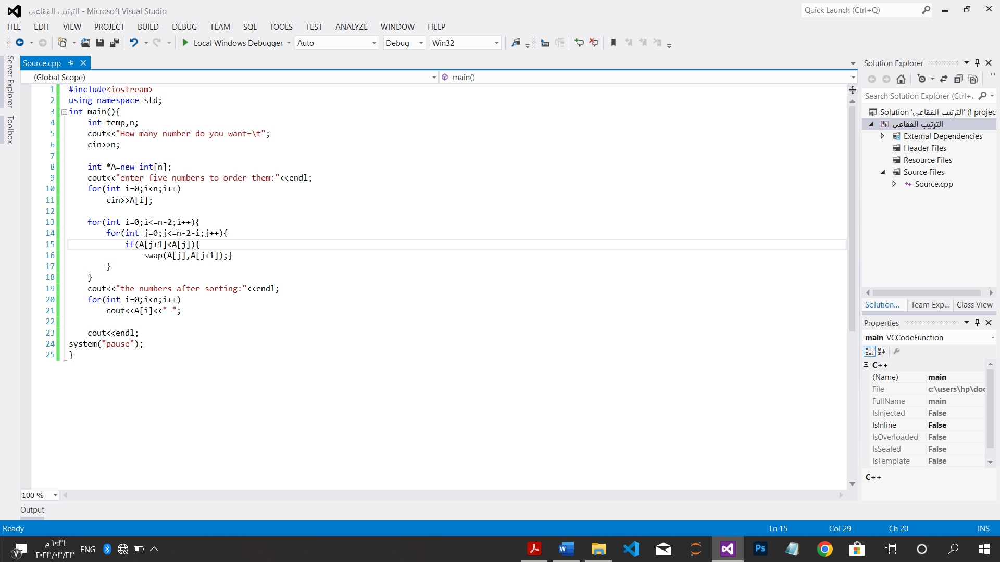 الترتيب الفقاعي - Microsoft Visual Studio
Quick Launch (Ctrl+Q)
FILE EDIT VIEW PROJECT BUILD DEBUG TEAM SQL TOOLS TEST ANALYZE WINDOW HELP
Local Windows Debugger Auto Debug Win32
Server Explorer
Toolbox
Source.cpp
(Global Scope) main()
1 #include<iostream>
2 using namespace std;
3 int main(){
4 int temp,n;
5 cout<<"How many number do you want=\t";
6 cin>>n;
7
8 int *A=new int[n];
9 cout<<"enter five numbers to order them:"<<endl;
10 for(int i=0;i<n;i++)
11 cin>>A[i];
12
13 for(int i=0;i<=n-2;i++){
14 for(int j=0;j<=n-2-i;j++){
15 if(A[j+1]<A[j]){
16 swap(A[j],A[j+1]);}
17 }
18 }
19 cout<<"the numbers after sorting:"<<endl;
20 for(int i=0;i<n;i++)
21 cout<<A[i]<<" ";
22
23 cout<<endl;
24 system("pause");
25 }
100 %
Output
Solution Explorer
Search Solution Explorer (Ctrl+
Solution 'الترتيب الفقاعي' (١ projec
الترتيب الفقاعي
External Dependencies
Header Files
Resource Files
Source Files
Source.cpp
Solution... Team Exp... Class View
Properties
main VCCodeFunction
C++
(Name) main
File c:\users\hp\doc
FullName main
IsInjected False
IsInline False
IsOverloaded False
IsSealed False
IsTemplate False
C++
Ready Ln 15 Col 29 Ch 20 INS
٧
١٠:٣١ م
٢٠٢٣/٠٣/٢٣
ENG
W
Ps